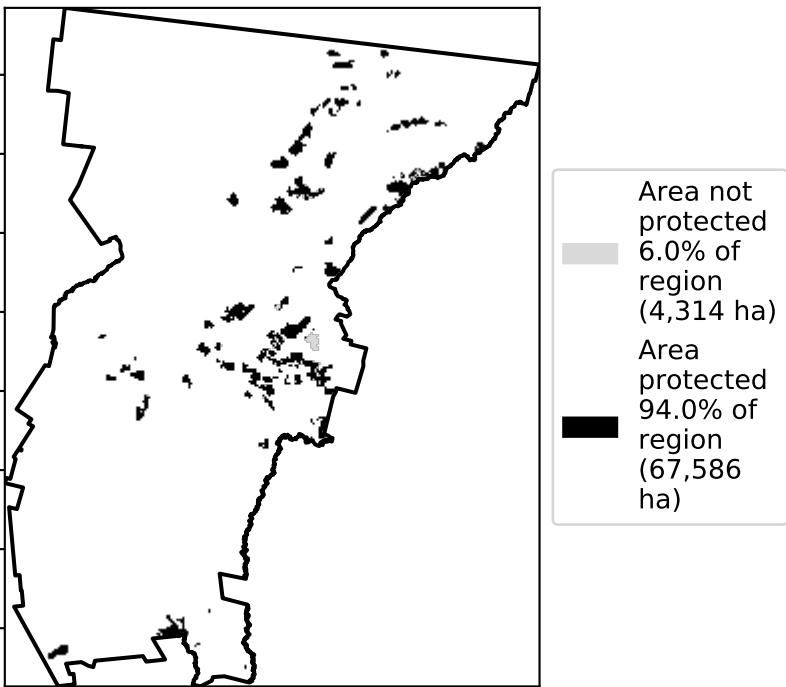 Area not
protected
6.0% of
region
(4,314 ha)
Area
protected
94.0% of
region
(67,586
ha)